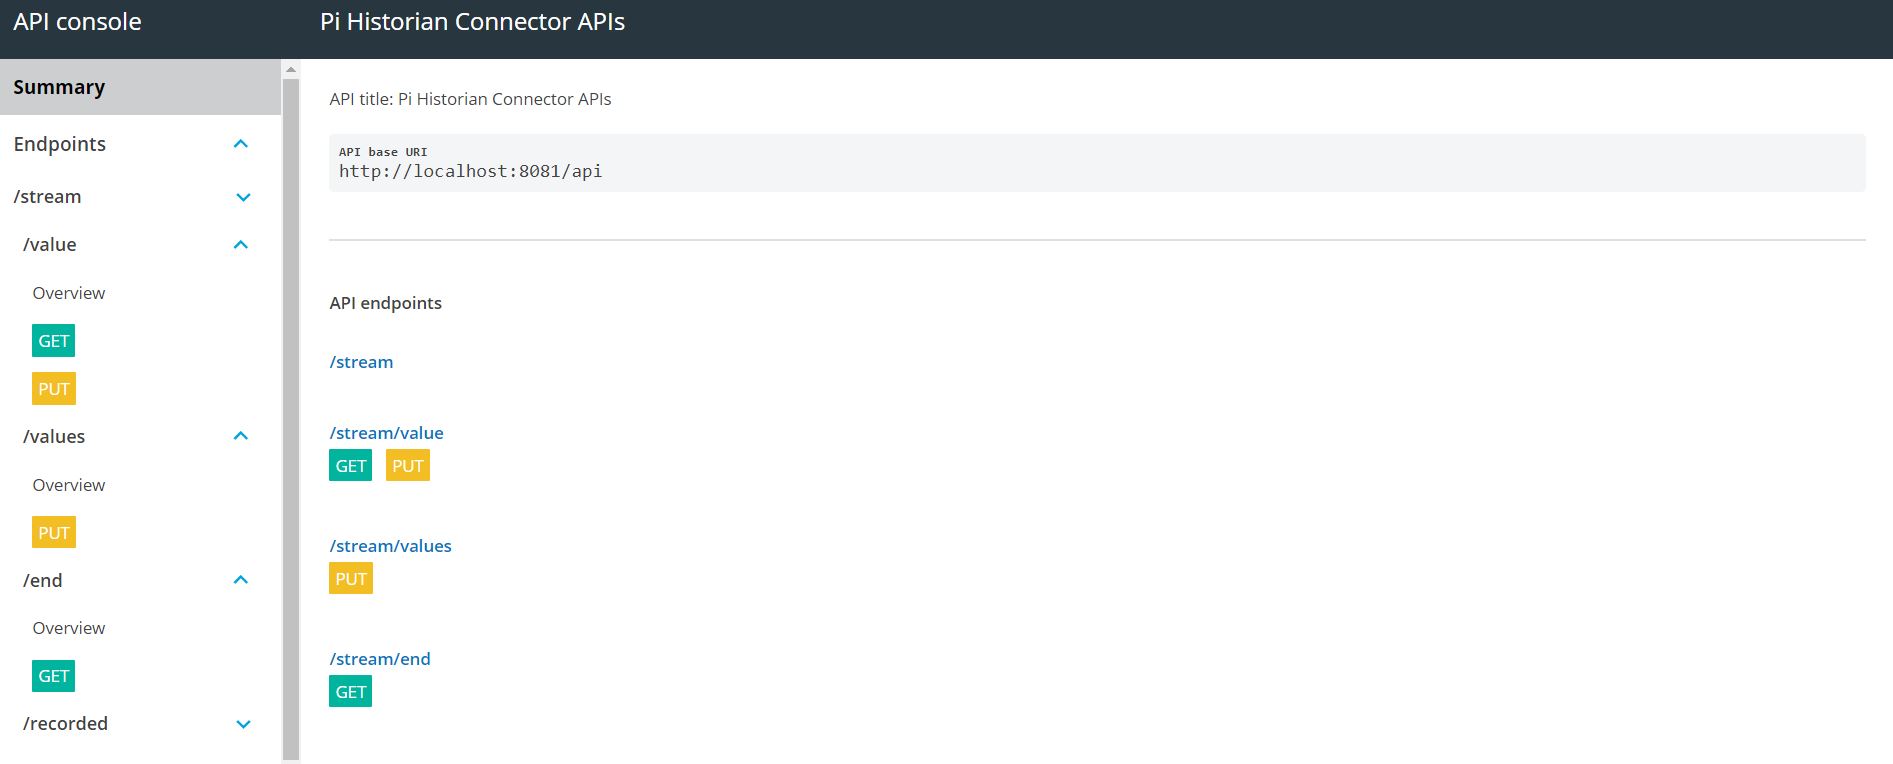 API console
Pi Historian Connector APIs
Summary
Endpoints
/stream
/value
Overview
GET
PUT
/values
Overview
PUT
/end
Overview
GET
/recorded
API title: Pi Historian Connector APIs
API base URI
http://localhost:8081/api
API endpoints
/stream
/stream/value
GET PUT
/stream/values
PUT
/stream/end
GET